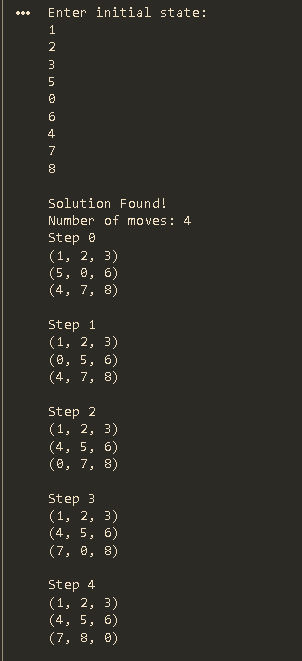 Enter initial state:
1
2
3
5
0
6
4
7
8
Solution Found!
Number of moves: 4
Step 0
(1, 2, 3)
(5, 0, 6)
(4, 7, 8)
Step 1
(1, 2, 3)
(0, 5, 6)
(4, 7, 8)
Step 2
(1, 2, 3)
(4, 5, 6)
(0, 7, 8)
Step 3
(1, 2, 3)
(4, 5, 6)
(7, 0, 8)
Step 4
(1, 2, 3)
(4, 5, 6)
(7, 8, 0)